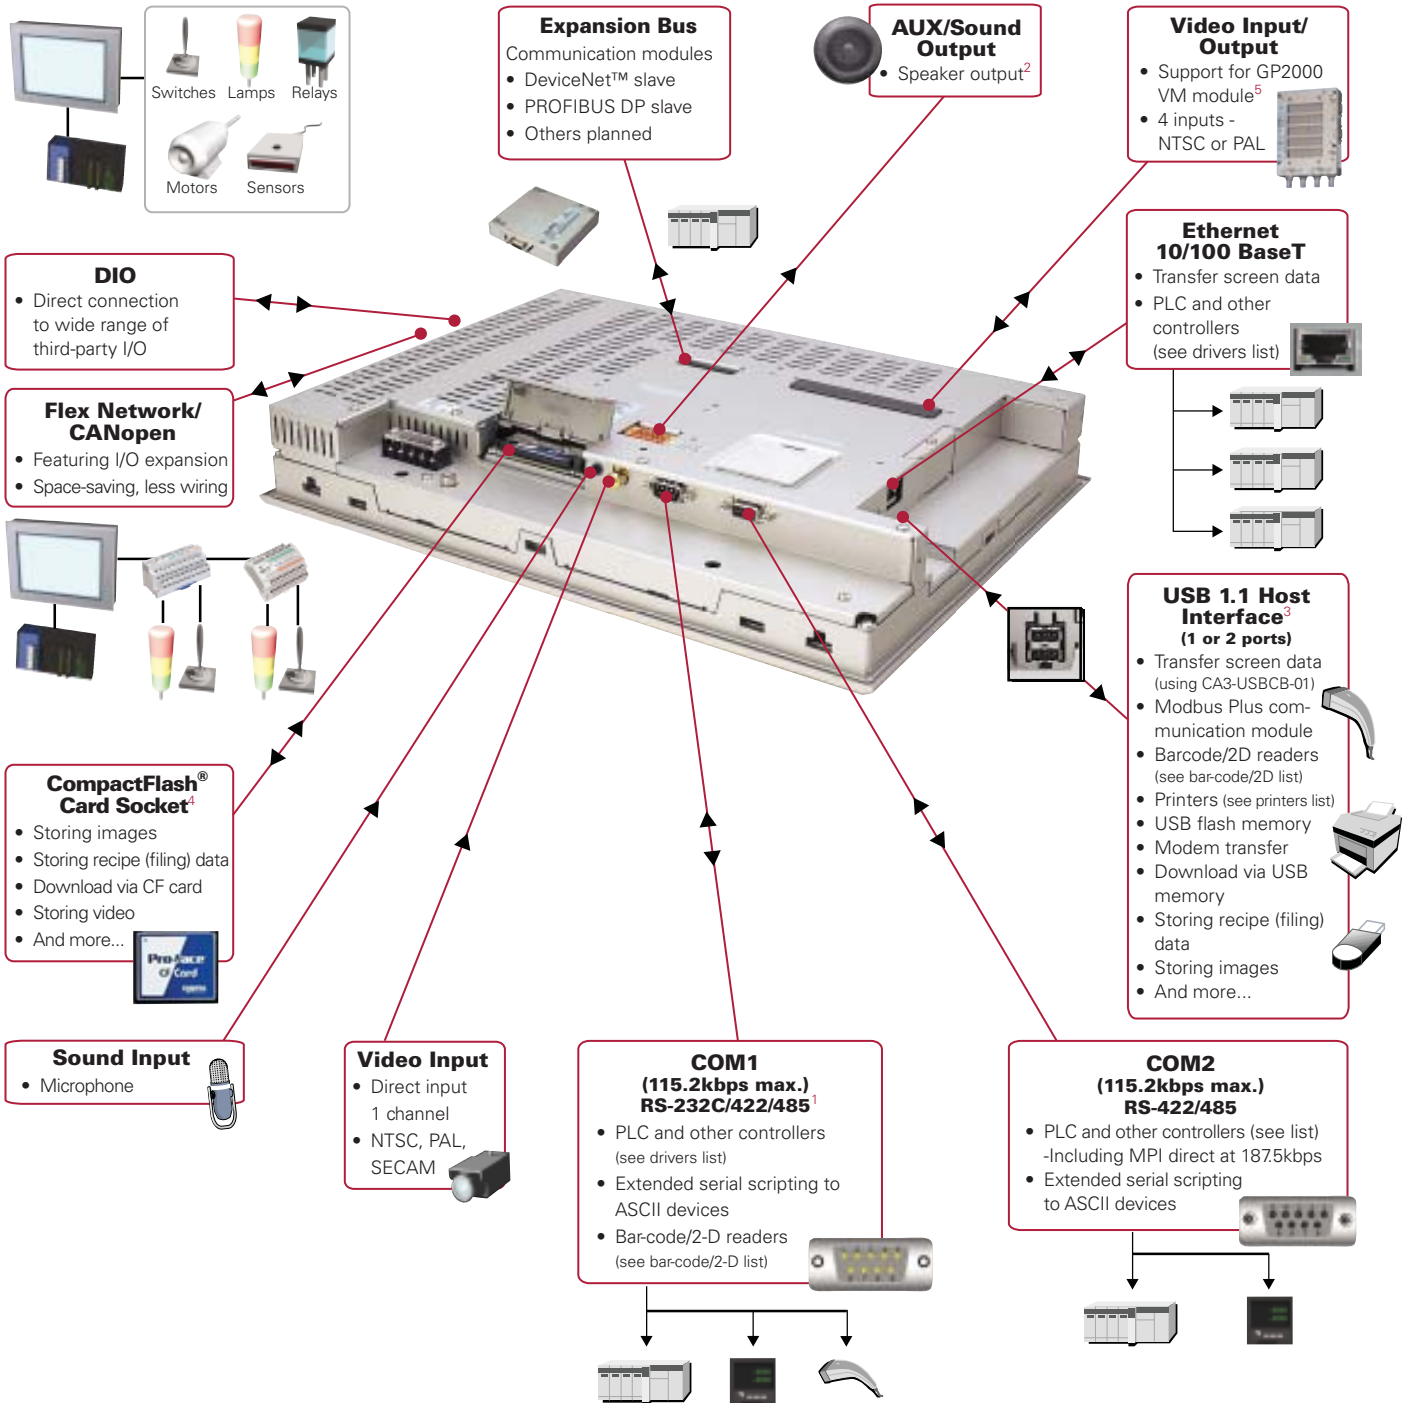 Switches Lamps Relays
Motors Sensors
Expansion Bus
Communication modules
• DeviceNet™ slave
• PROFIBUS DP slave
• Others planned
AUX/Sound
Output
• Speaker output2
Video Input/
Output
• Support for GP2000
VM module5
• 4 inputs -
NTSC or PAL
Ethernet
10/100 BaseT
• Transfer screen data
• PLC and other
controllers
(see drivers list)
DIO
• Direct connection
to wide range of
third-party I/O
Flex Network/
CANopen
• Featuring I/O expansion
• Space-saving, less wiring
USB 1.1 Host
Interface3
(1 or 2 ports)
• Transfer screen data
(using CA3-USBCB-01)
• Modbus Plus com-
munication module
• Barcode/2D readers
(see bar-code/2D list)
• Printers (see printers list)
• USB flash memory
• Modem transfer
• Download via USB
memory
• Storing recipe (filing)
data
• Storing images
• And more...
CompactFlash®
Card Socket4
• Storing images
• Storing recipe (filing) data
• Download via CF card
• Storing video
• And more...
Pro-face
CF Card
Sound Input
• Microphone
Video Input
• Direct input
1 channel
• NTSC, PAL,
SECAM
COM1
(115.2kbps max.)
RS-232C/422/4851
• PLC and other controllers
(see drivers list)
• Extended serial scripting to
ASCII devices
• Bar-code/2-D readers
(see bar-code/2-D list)
COM2
(115.2kbps max.)
RS-422/485
• PLC and other controllers (see list)
-Including MPI direct at 187.5kbps
• Extended serial scripting
to ASCII devices